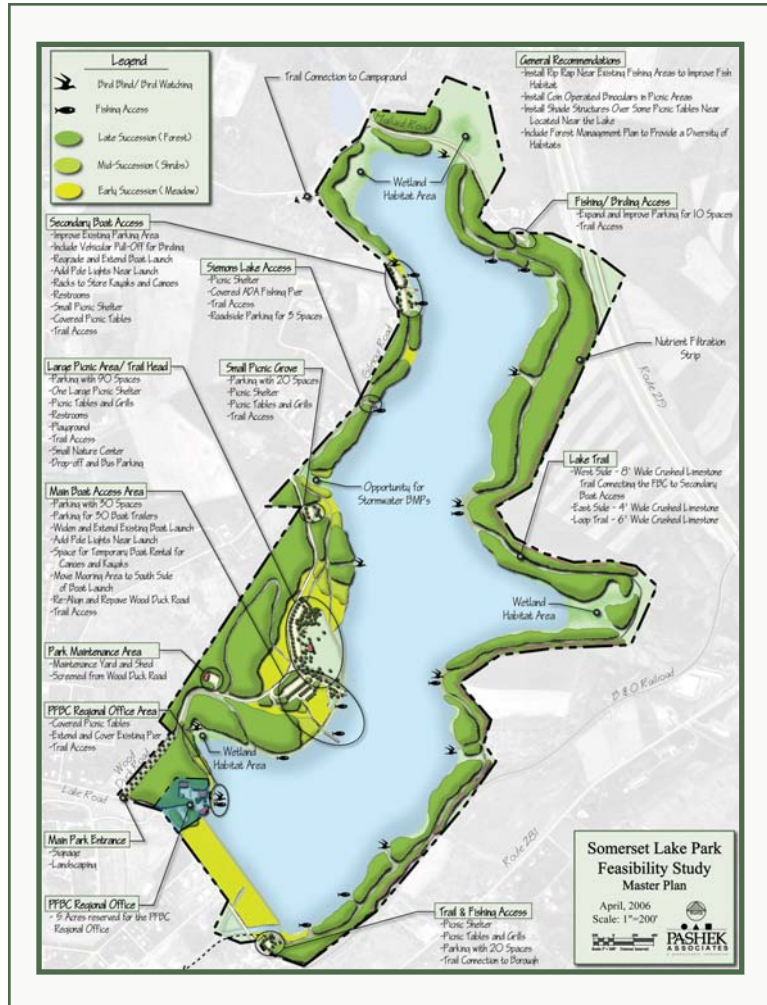 Legend
Bird Blind/ Bird Watching
Fishing Access
Late Succession (Forest)
Mid-Succession (Shrubs)
Early Succession (Meadow)
Trail Connection to Campground
General Recommendations
-Install Rip Rap Near Existing Fishing Areas to Improve Fish
Habitat
-Install Coin Operated Binoculars in Picnic Areas
-Install Shade Structures Over Some Picnic Tables Near
Located Near the Lake
-Include Forest Management Plan to Provide a Diversity of
Habitats
Mallard Road
Wetland
Habitat Area
Fishing/ Birding Access
-Expand and Improve Parking for 10 Spaces
-Trail Access
Secondary Boat Access
-Improve Existing Parking Area
-Include Vehicular Pull-Off for Birding
-Regrade and Extend Boat Launch
-Add Pole Lights Near Launch
-Racks to Store Kayaks and Canoes
-Restrooms
-Small Picnic Shelter
-Covered Picnic Tables
-Trail Access
Siemons Lake Access
-Picnic Shelter
-Covered ADA Fishing Pier
-Trail Access
-Roadside Parking for 3 Spaces
Road
Nutrient Filtration
Strip
Route 219
Large Picnic Area/ Trail Head
-Parking with 90 Spaces
-One Large Picnic Shelter
-Picnic Tables and Grills
-Restrooms
-Playground
-Trail Access
-Small Nature Center
-Drop-off and Bus Parking
Small Picnic Grove
-Parking with 20 Spaces
-Picnic Shelter
-Picnic Tables and Grills
-Trail Access
Opportunity for
Stormwater BMPs
Lake Trail
-West Side - 8' Wide Crushed Limestone
Trail Connecting the FBC to Secondary
Boat Access
-East Side - 4' Wide Crushed Limestone
-Loop Trail - 6' Wide Crushed Limestone
Main Boat Access Area
-Parking with 30 Spaces
-Parking for 30 Boat Trailers
-Widen and Extend Existing Boat Launch
-Add Pole Lights Near Launch
-Space for Temporary Boat Rental for
Canoes and Kayaks
-Move Mooring Area to South Side
of Boat Launch
-Re-Align and Repave Wood Duck Road
-Trail Access
Wetland
Habitat Area
Park Maintenance Area
-Maintenance Yard and Shed
-Screened from Wood Duck Road
B & O Railroad
PFBC Regional Office Area
-Covered Picnic Tables
-Extend and Cover Existing Pier
-Trail Access
Wetland
Habitat Area
Wood
Lake Road
Main Park Entrance
-Signage
-Landscaping
Route 281
PFBC Regional Office
- 5 Acres reserved for the PFBC
Regional Office
Trail & Fishing Access
-Picnic Shelter
-Picnic Tables and Grills
-Parking with 20 Spaces
-Trail Connection to Borough
Somerset Lake Park
Feasibility Study
Master Plan
April, 2006
Scale: 1"=200'
PASHEK
ASSOCIATES